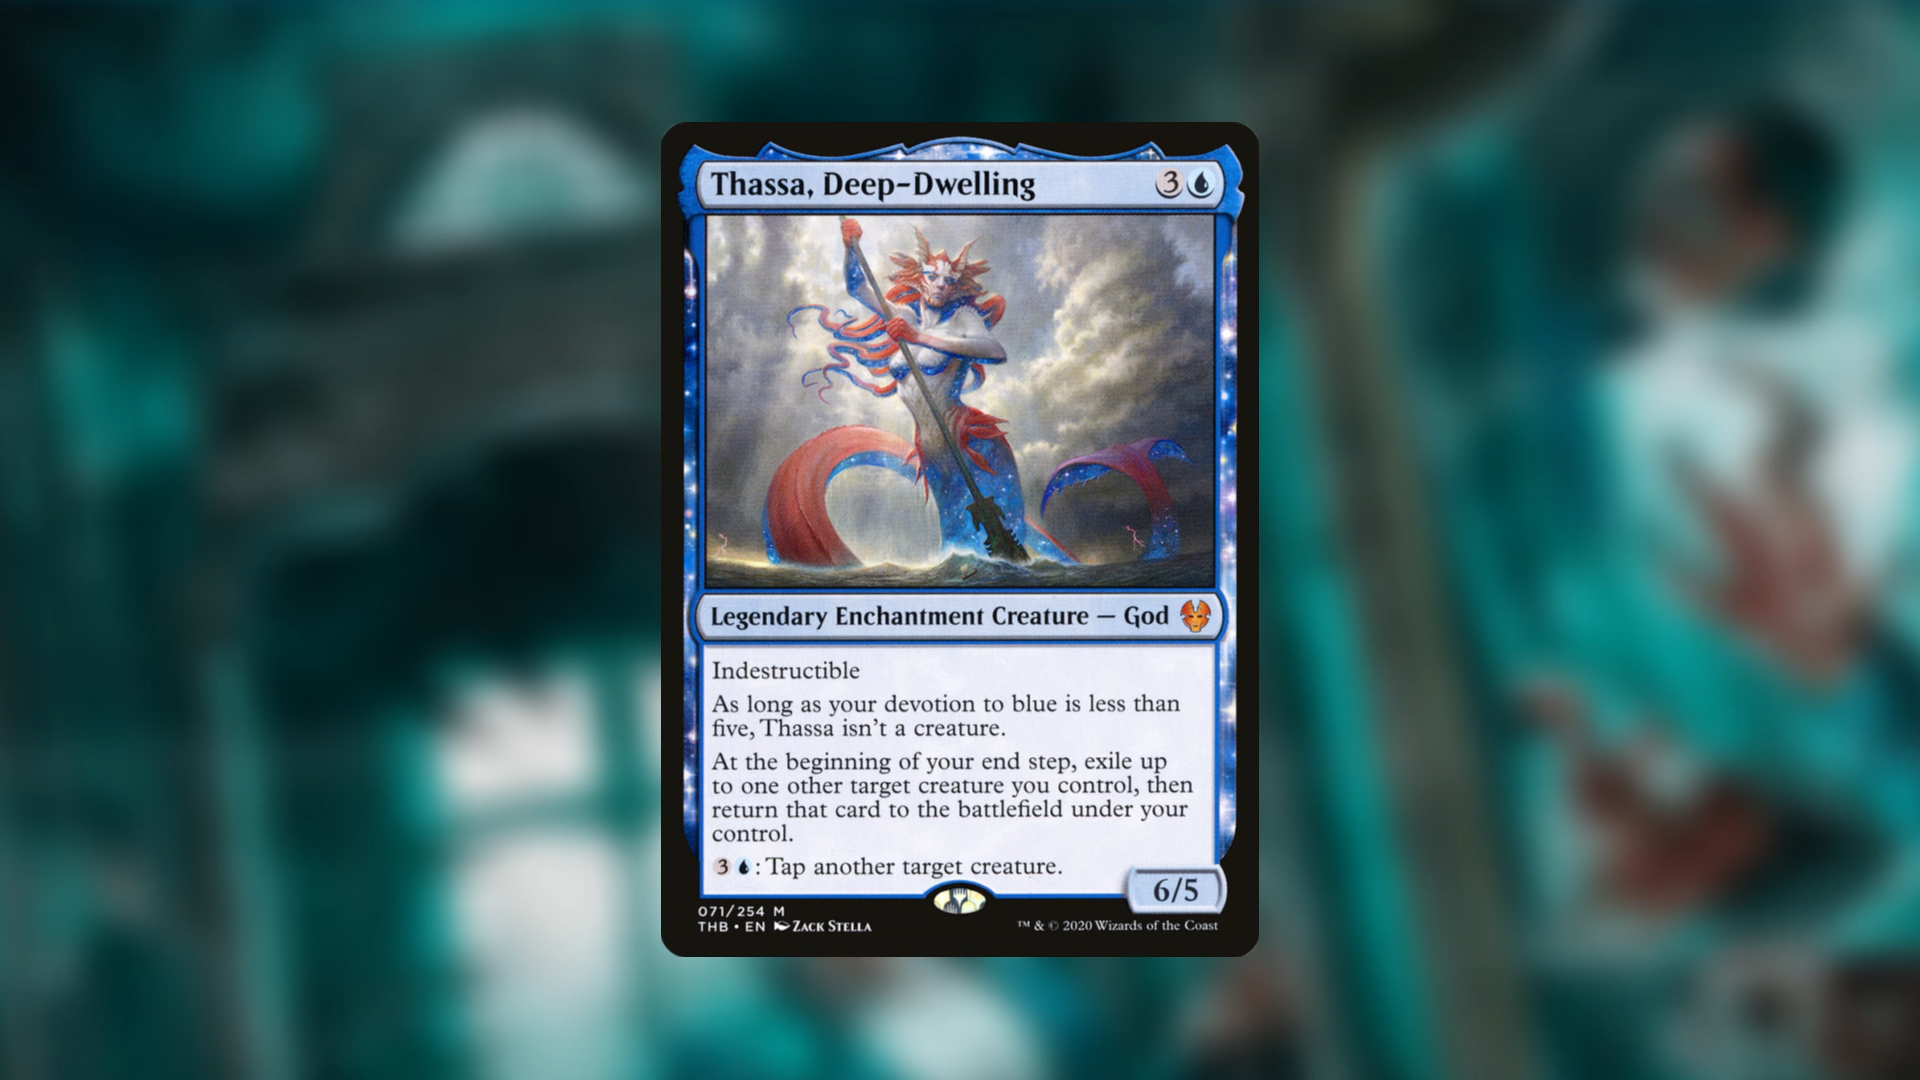 Thassa, Deep-Dwelling 3
Legendary Enchantment Creature — God
Indestructible
As long as your devotion to blue is less than
five, Thassa isn't a creature.
At the beginning of your end step, exile up
to one other target creature you control, then
return that card to the battlefield under your
control.
3 : Tap another target creature.
6/5
071/254 M
THB • EN ZACK STELLA
™ & © 2020 Wizards of the Coast